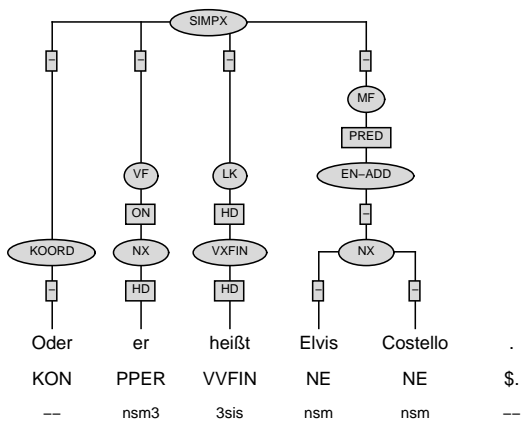 SIMPX
– – – –
MF
PRED
VF LK EN–ADD
ON HD –
KOORD NX VXFIN NX
– HD HD – –
Oder er heißt Elvis Costello .
KON PPER VVFIN NE NE $.
–– nsm3 3sis nsm nsm ––